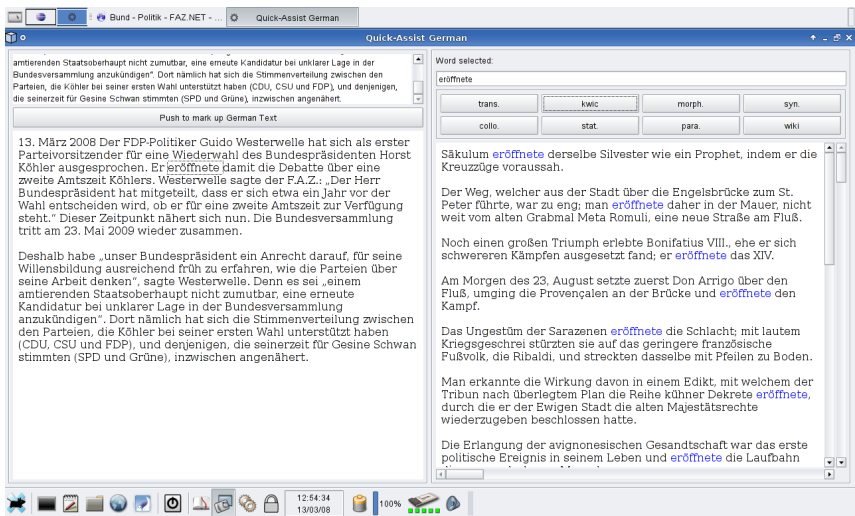 Bund - Politik - FAZ.NET - ...
Quick-Assist German
Quick-Assist German
amtierenden Staatsoberhaupt nicht zumutbar, eine erneute Kandidatur bei unklarer Lage in der
Bundesversammlung anzukündigen". Dort nämlich hat sich die Stimmenverteilung zwischen den
Parteien, die Köhler bei seiner ersten Wahl unterstützt haben (CDU, CSU und FDP), und denjenigen,
die seinerzeit für Gesine Schwan stimmten (SPD und Grüne), inzwischen angenähert.
Push to mark up German Text
13. März 2008 Der FDP-Politiker Guido Westerwelle hat sich als erster
Parteivorsitzender für eine Wiederwahl des Bundespräsidenten Horst
Köhler ausgesprochen. Er eröffnete damit die Debatte über eine
zweite Amtszeit Köhlers. Westerwelle sagte der F.A.Z.: „Der Herr
Bundespräsident hat mitgeteilt, dass er sich etwa ein Jahr vor der
Wahl entscheiden wird, ob er für eine zweite Amtszeit zur Verfügung
steht." Dieser Zeitpunkt nähert sich nun. Die Bundesversammlung
tritt am 23. Mai 2009 wieder zusammen.
Deshalb habe „unser Bundespräsident ein Anrecht darauf, für seine
Willensbildung ausreichend früh zu erfahren, wie die Parteien über
seine Arbeit denken", sagte Westerwelle. Denn es sei „einem
amtierenden Staatsoberhaupt nicht zumutbar, eine erneute
Kandidatur bei unklarer Lage in der Bundesversammlung
anzukündigen". Dort nämlich hat sich die Stimmenverteilung zwischen
den Parteien, die Köhler bei seiner ersten Wahl unterstützt haben
(CDU, CSU und FDP), und denjenigen, die seinerzeit für Gesine Schwan
stimmten (SPD und Grüne), inzwischen angenähert.
Word selected:
eröffnete
trans. kwic morph. syn.
collo. stat. para. wiki
Säkulum eröffnete derselbe Silvester wie ein Prophet, indem er die
Kreuzzüge voraussah.
Der Weg, welcher aus der Stadt über die Engelsbrücke zum St.
Peter führte, war zu eng; man eröffnete daher in der Mauer, nicht
weit vom alten Grabmal Meta Romuli, eine neue Straße am Fluß.
Noch einen großen Triumph erlebte Bonifatius VIII., ehe er sich
schwereren Kämpfen ausgesetzt fand; er eröffnete das XIV.
Am Morgen des 23, August setzte zuerst Don Arrigo über den
Fluß, umging die Provençalen an der Brücke und eröffnete den
Kampf.
Das Ungestüm der Sarazenen eröffnete die Schlacht; mit lautem
Kriegsgeschrei stürzten sie auf das geringere französische
Fußvolk, die Ribaldi, und streckten dasselbe mit Pfeilen zu Boden.
Man erkannte die Wirkung davon in einem Edikt, mit welchem der
Tribun nach überlegtem Plan die Reihe kühner Dekrete eröffnete,
durch die er der Ewigen Stadt die alten Majestätsrechte
wiederzugeben beschlossen hatte.
Die Erlangung der avignonesischen Gesandtschaft war das erste
politische Ereignis in seinem Leben und eröffnete die Laufbahn
12:54:34
13/03/08
100%